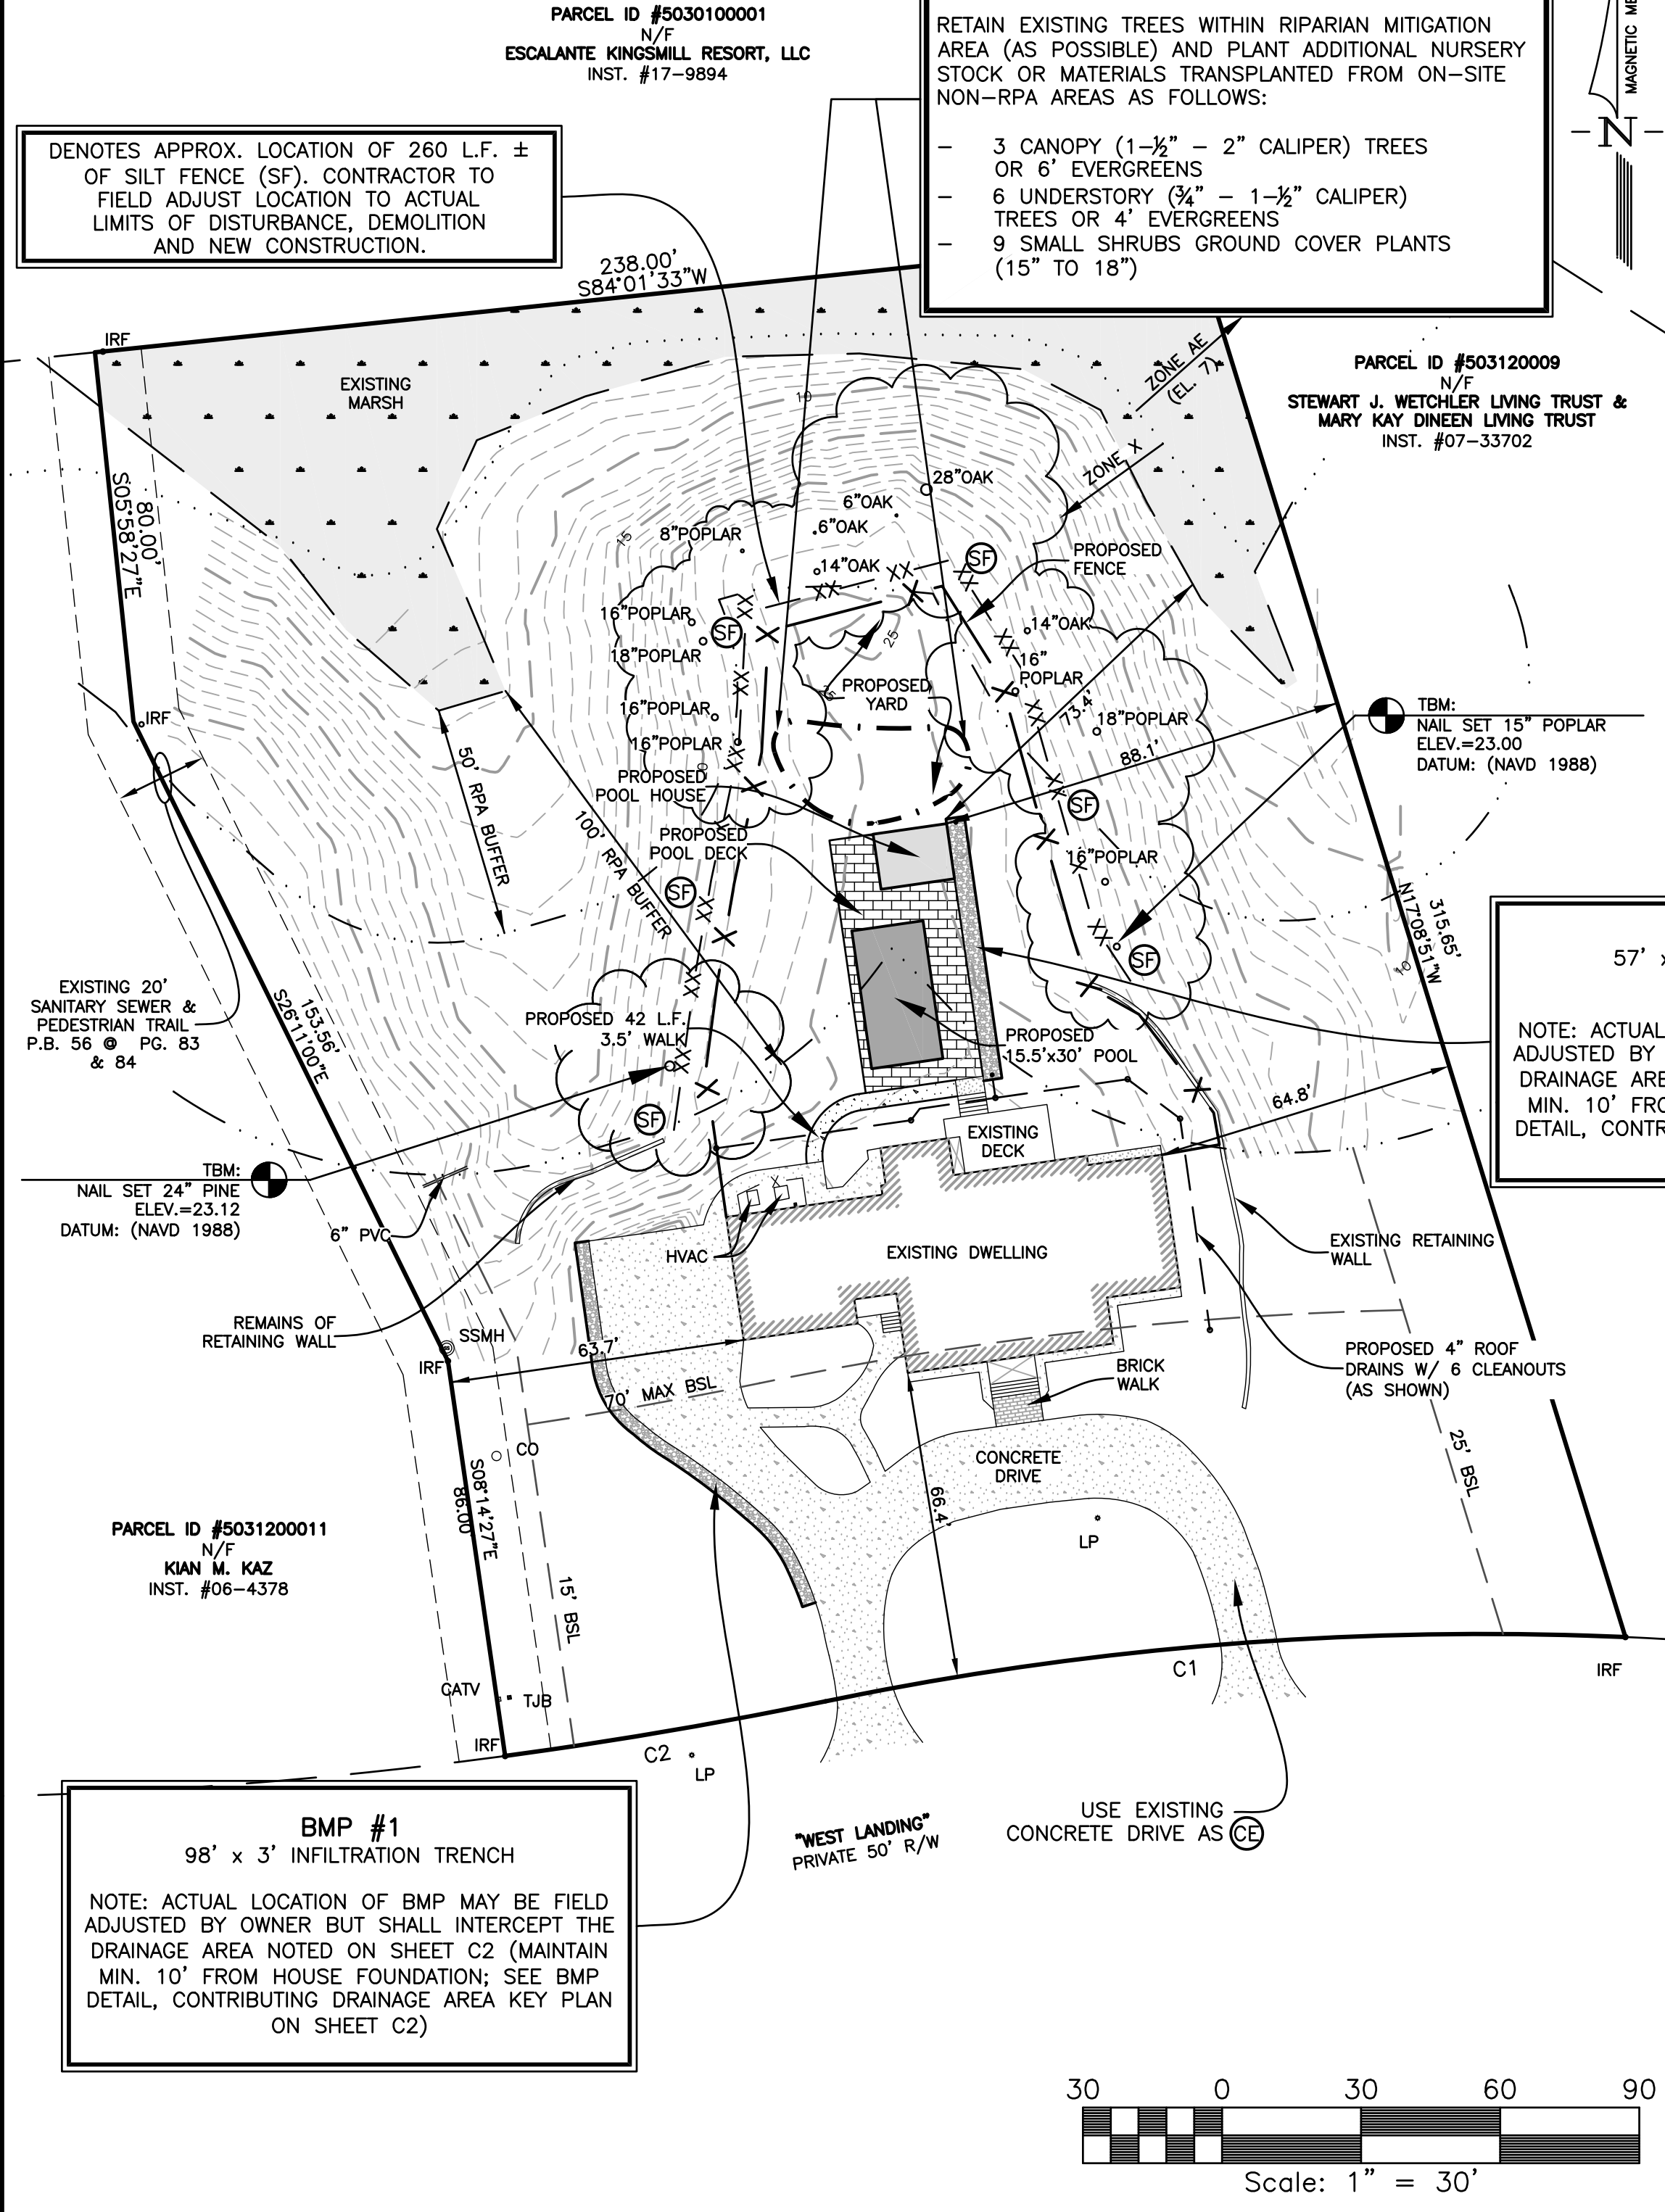 PARCEL ID #5030100001
N/F
ESCALANTE KINGSMILL RESORT, LLC
INST. #17-9894
RETAIN EXISTING TREES WITHIN RIPARIAN MITIGATION
AREA (AS POSSIBLE) AND PLANT ADDITIONAL NURSERY
STOCK OR MATERIALS TRANSPLANTED FROM ON-SITE
NON-RPA AREAS AS FOLLOWS:
- 3 CANOPY (1-½" - 2" CALIPER) TREES
OR 6' EVERGREENS
- 6 UNDERSTORY (¾" - 1-½" CALIPER)
TREES OR 4' EVERGREENS
- 9 SMALL SHRUBS GROUND COVER PLANTS
(15" TO 18")
MAGNETIC
N
DENOTES APPROX. LOCATION OF 260 L.F. ±
OF SILT FENCE (SF). CONTRACTOR TO
FIELD ADJUST LOCATION TO ACTUAL
LIMITS OF DISTURBANCE, DEMOLITION
AND NEW CONSTRUCTION.
238.00'
S84°01'33"W
IRF
EXISTING
MARSH
ZONE AE
(EL. 7)
ZONE X
PARCEL ID #503120009
N/F
STEWART J. WETCHLER LIVING TRUST &
MARY KAY DINEEN LIVING TRUST
INST. #07-33702
10
15
28"OAK
6"OAK
6"OAK
8"POPLAR
14"OAK
SF
PROPOSED
FENCE
80.00'
S05°58'27"E
16"POPLAR
SF
18"POPLAR
14"OAK
16"
POPLAR
25
25
PROPOSED
YARD
73.4'
16"POPLAR
18"POPLAR
16"POPLAR
88.1'
IRF
TBM:
NAIL SET 15" POPLAR
ELEV.=23.00
DATUM: (NAVD 1988)
50' RPA BUFFER
100' RPA BUFFER
PROPOSED
POOL HOUSE
PROPOSED
POOL DECK
SF
SF
16"POPLAR
SF
N17°08'51"W
315.65'
10
57' x
NOTE: ACTUAL
ADJUSTED BY
DRAINAGE ARE
MIN. 10' FRO
DETAIL, CONTR
EXISTING 20'
SANITARY SEWER &
PEDESTRIAN TRAIL
P.B. 56 @ PG. 83
& 84
153.56'
S26°11'00"E
PROPOSED 42 L.F.
3.5' WALK
PROPOSED
15.5'x30' POOL
64.8'
SF
EXISTING
DECK
TBM:
NAIL SET 24" PINE
ELEV.=23.12
DATUM: (NAVD 1988)
6" PVC
HVAC
EXISTING DWELLING
EXISTING RETAINING
WALL
REMAINS OF
RETAINING WALL
SSMH
IRF
63.7'
70' MAX BSL
BRICK
WALK
PROPOSED 4" ROOF
DRAINS W/ 6 CLEANOUTS
(AS SHOWN)
CO
CONCRETE
DRIVE
25' BSL
S08°14'27"E
86.00'
66.4'
LP
PARCEL ID #5031200011
N/F
KIAN M. KAZ
INST. #06-4378
15' BSL
CATV
TJB
C1
IRF
IRF
C2
LP
"WEST LANDING"
PRIVATE 50' R/W
USE EXISTING
CONCRETE DRIVE AS CE
BMP #1
98' x 3' INFILTRATION TRENCH
NOTE: ACTUAL LOCATION OF BMP MAY BE FIELD
ADJUSTED BY OWNER BUT SHALL INTERCEPT THE
DRAINAGE AREA NOTED ON SHEET C2 (MAINTAIN
MIN. 10' FROM HOUSE FOUNDATION; SEE BMP
DETAIL, CONTRIBUTING DRAINAGE AREA KEY PLAN
ON SHEET C2)
30 0 30 60 90
Scale: 1" = 30'